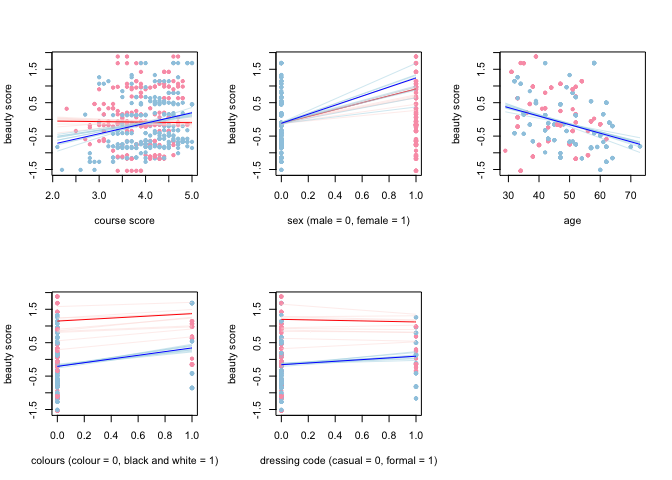 beauty score
-1.5 -0.5 0.5 1.5
2.0 3.0 4.0 5.0
course score
beauty score
-1.5 -0.5 0.5 1.5
0.0 0.2 0.4 0.6 0.8 1.0
sex (male = 0, female = 1)
beauty score
-1.5 -0.5 0.5 1.5
30 40 50 60 70
age
beauty score
-1.5 -0.5 0.5 1.5
0.0 0.2 0.4 0.6 0.8 1.0
colours (colour = 0, black and white = 1)
beauty score
-1.5 -0.5 0.5 1.5
0.0 0.2 0.4 0.6 0.8 1.0
dressing code (casual = 0, formal = 1)